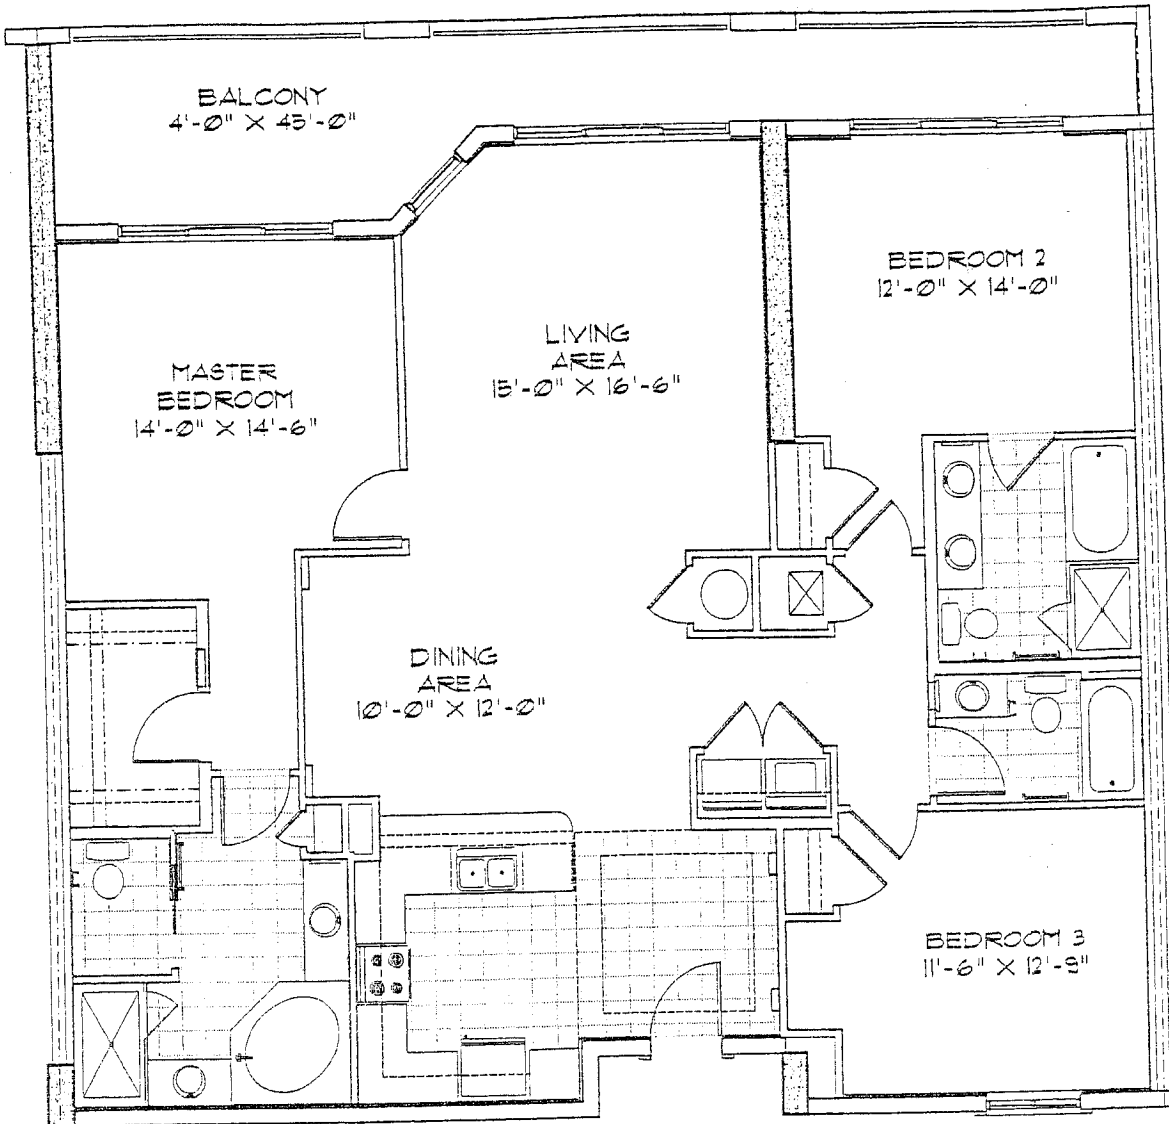 BALCONY
4'-0" X 45'-0"
BEDROOM 2
12'-0" X 14'-0"
LIVING
AREA
15'-0" X 16'-6"
MASTER
BEDROOM
14'-0" X 14'-6"
DINING
AREA
10'-0" X 12'-0"
BEDROOM 3
11'-6" X 12'-9"